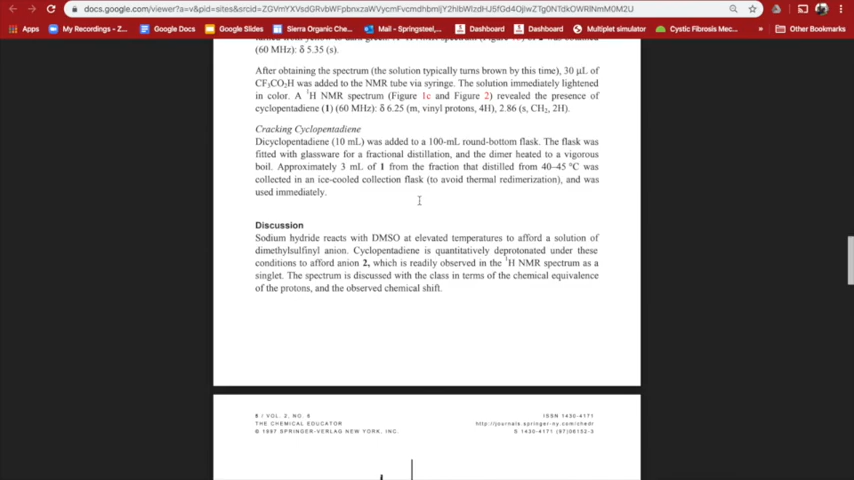 docs.google.com/viewer?a=v&pid=sites&srcid=
Apps My Recordings - Z... Google Docs Google Slides Sierra Organic Che... Mail - Springsteel,... Dashboard Dashboard Multiplet simulator Cystic Fibrosis Mec... » Other Bookmarks
(60 MHz): δ 5.35 (s).
After obtaining the spectrum (the solution typically turns brown by this time), 30 μL of
CF3CO2H was added to the NMR tube via syringe. The solution immediately lightened
in color. A 1H NMR spectrum (Figure 1c and Figure 2) revealed the presence of
cyclopentadiene (1) (60 MHz): δ 6.25 (m, vinyl protons, 4H), 2.86 (s, CH2, 2H).
Cracking Cyclopentadiene
Dicyclopentadiene (10 mL) was added to a 100-mL round-bottom flask. The flask was
fitted with glassware for a fractional distillation, and the dimer heated to a vigorous
boil. Approximately 3 mL of 1 from the fraction that distilled from 40–45 °C was
collected in an ice-cooled collection flask (to avoid thermal redimerization), and was
used immediately.
Discussion
Sodium hydride reacts with DMSO at elevated temperatures to afford a solution of
dimethylsulfinyl anion. Cyclopentadiene is quantitatively deprotonated under these
conditions to afford anion 2, which is readily observed in the 1H NMR spectrum as a
singlet. The spectrum is discussed with the class in terms of the chemical equivalence
of the protons, and the observed chemical shift.
5 / VOL. 2, NO. 6 ISSN 1430-4171
THE CHEMICAL EDUCATOR http://journals.springer-ny.com/chedr
© 1997 SPRINGER-VERLAG NEW YORK, INC. S 1430-4171 (97)06152-3